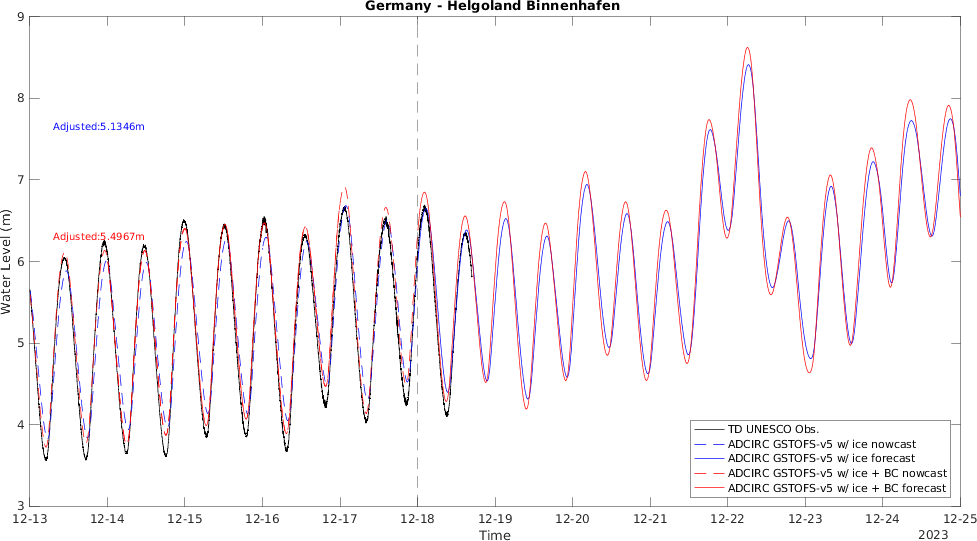 Germany - Helgoland Binnenhafen
9
8
7
6
5
4
3
Water Level (m)
Adjusted:5.1346m
Adjusted:5.4967m
TD UNESCO Obs.
ADCIRC GSTOFS-v5 w/ ice nowcast
ADCIRC GSTOFS-v5 w/ ice forecast
ADCIRC GSTOFS-v5 w/ ice + BC nowcast
ADCIRC GSTOFS-v5 w/ ice + BC forecast
12-13 12-14 12-15 12-16 12-17 12-18 12-19 12-20 12-21 12-22 12-23 12-24 12-25
Time
2023